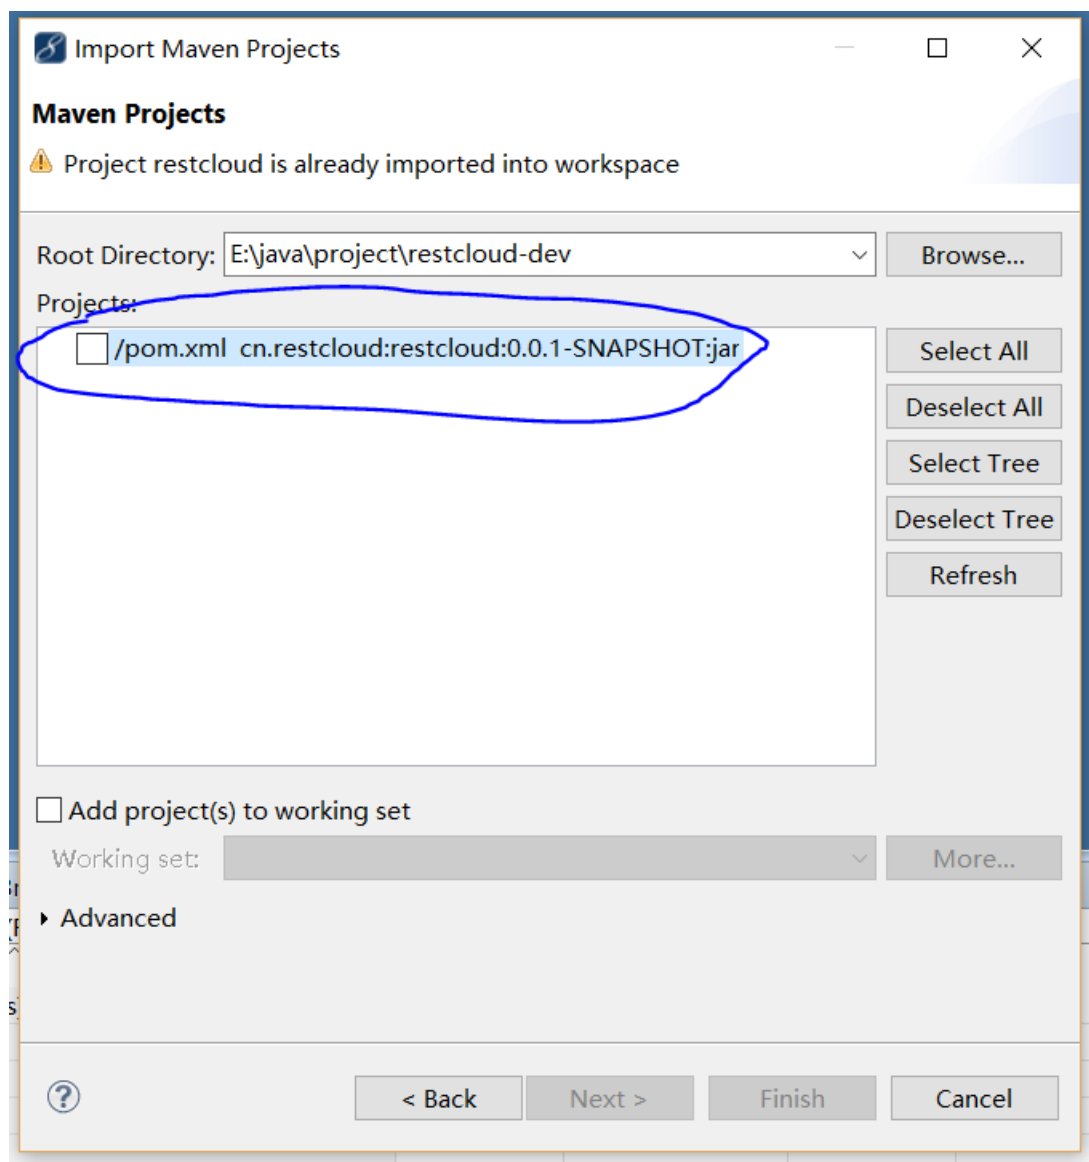 Import Maven Projects
Maven Projects
Project restcloud is already imported into workspace
Root Directory: E:\java\project\restcloud-dev Browse...
Projects:
/pom.xml cn.restcloud:restcloud:0.0.1-SNAPSHOT:jar
Select All
Deselect All
Select Tree
Deselect Tree
Refresh
Add project(s) to working set
Working set: More...
Advanced
< Back Next > Finish Cancel